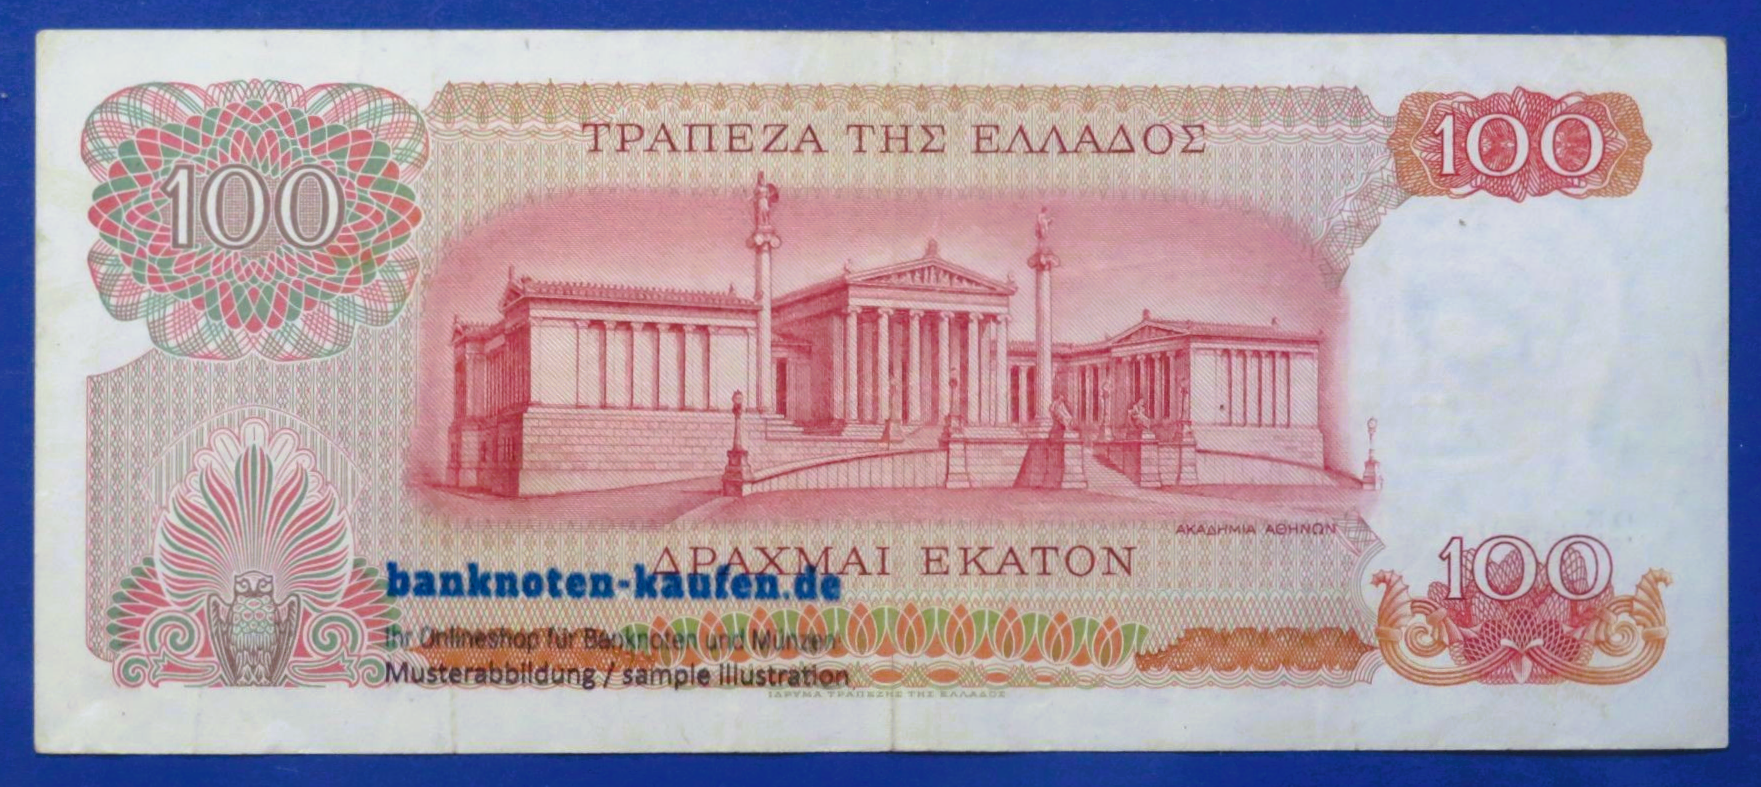 ΤΡΑΠΕΖΑ ΤΗΣ ΕΛΛΑΔΟΣ
100
100
ΑΚΑΔΗΜΙΑ ΑΘΗΝΩΝ
ΔΡΑΧΜΑΙ ΕΚΑΤΟΝ
100
banknoten-kaufen.de
Ihr Onlineshop für Banknoten und Münzen
Musterabbildung / sample illustration
ΙΔΡΥΜΑ ΤΡΑΠΕΖΗΣ ΤΗΣ ΕΛΛΑΔΟΣ